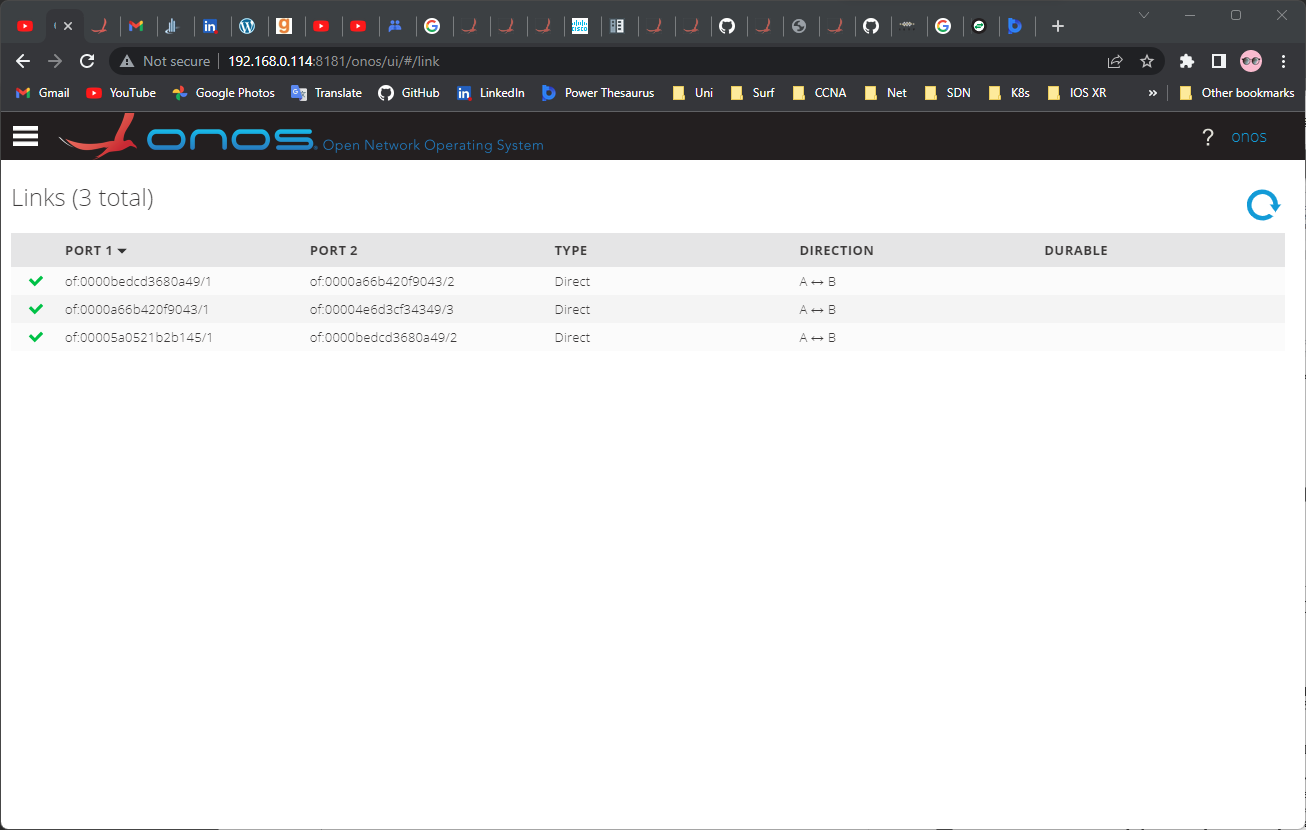 Not secure 192.168.0.114:8181/onos/ui/#/link
Gmail YouTube Google Photos Translate GitHub LinkedIn Power Thesaurus Uni Surf CCNA Net SDN K8s IOS XR » Other bookmarks
onos Open Network Operating System ? onos
Links (3 total)
PORT 1 PORT 2 TYPE DIRECTION DURABLE
of:0000bedcd3680a49/1 of:0000a66b420f9043/2 Direct A ↔ B
of:0000a66b420f9043/1 of:00004e6d3cf34349/3 Direct A ↔ B
of:00005a0521b2b145/1 of:0000bedcd3680a49/2 Direct A ↔ B